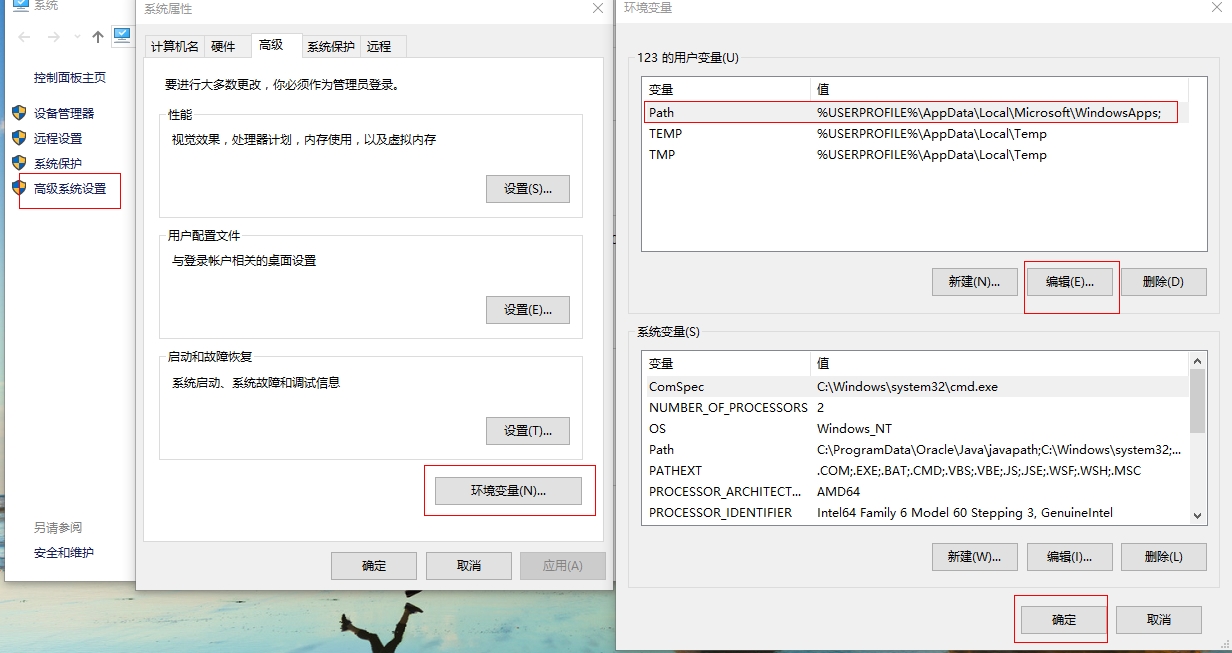 系统
控制面板主页
设备管理器
远程设置
系统保护
高级系统设置
另请参阅
安全和维护
系统属性
计算机名 硬件 高级 系统保护 远程
要进行大多数更改，你必须作为管理员登录。
性能
视觉效果，处理器计划，内存使用，以及虚拟内存
设置(S)...
用户配置文件
与登录帐户相关的桌面设置
设置(E)...
启动和故障恢复
系统启动、系统故障和调试信息
设置(T)...
环境变量(N)...
确定 取消 应用(A)
环境变量
123 的用户变量(U)
变量 值
Path %USERPROFILE%\AppData\Local\Microsoft\WindowsApps;
TEMP %USERPROFILE%\AppData\Local\Temp
TMP %USERPROFILE%\AppData\Local\Temp
新建(N)... 编辑(E)... 删除(D)
系统变量(S)
变量 值
ComSpec C:\Windows\system32\cmd.exe
NUMBER_OF_PROCESSORS 2
OS Windows_NT
Path C:\ProgramData\Oracle\Java\javapath;C:\Windows\system32;...
PATHEXT .COM;.EXE;.BAT;.CMD;.VBS;.VBE;.JS;.JSE;.WSF;.WSH;.MSC
PROCESSOR_ARCHITECT... AMD64
PROCESSOR_IDENTIFIER Intel64 Family 6 Model 60 Stepping 3, GenuineIntel
新建(W)... 编辑(I)... 删除(L)
确定 取消